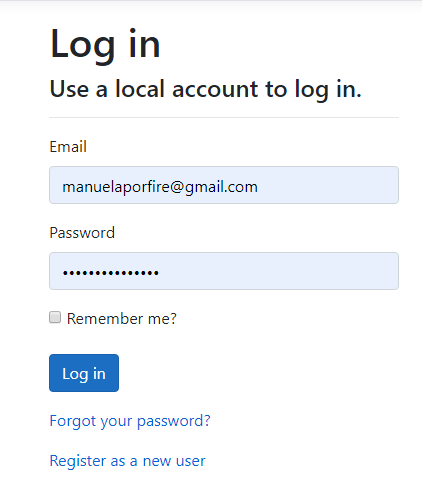 Log in
Use a local account to log in.
Email
manuelaporfire@gmail.com
Password
•••••••••••••••
Remember me?
Log in
Forgot your password?
Register as a new user